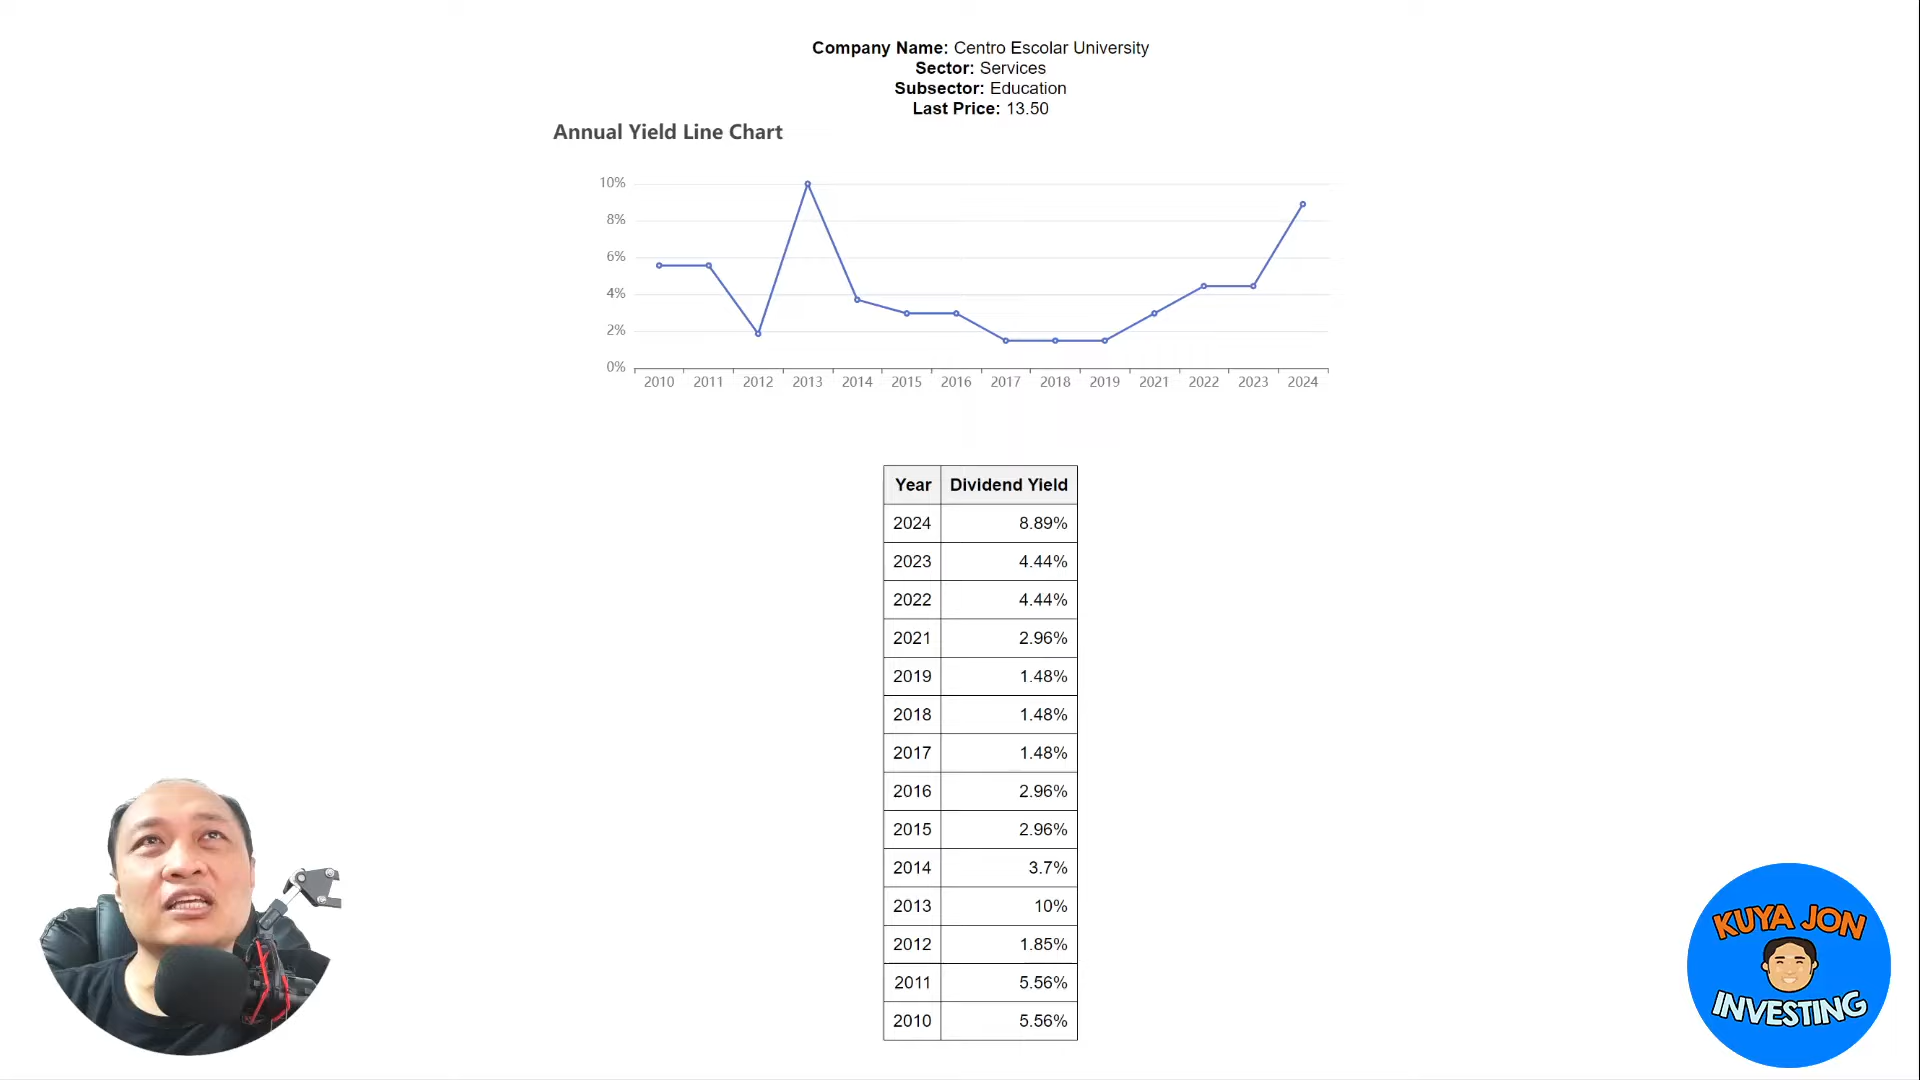 Company Name: Centro Escolar University
Sector: Services
Subsector: Education
Last Price: 13.50
Annual Yield Line Chart
10%
8%
6%
4%
2%
0%
2010 2011 2012 2013 2014 2015 2016 2017 2018 2019 2021 2022 2023 2024
Year Dividend Yield
2024 8.89%
2023 4.44%
2022 4.44%
2021 2.96%
2019 1.48%
2018 1.48%
2017 1.48%
2016 2.96%
2015 2.96%
2014 3.7%
2013 10%
2012 1.85%
2011 5.56%
2010 5.56%
KUYA JON
INVESTING